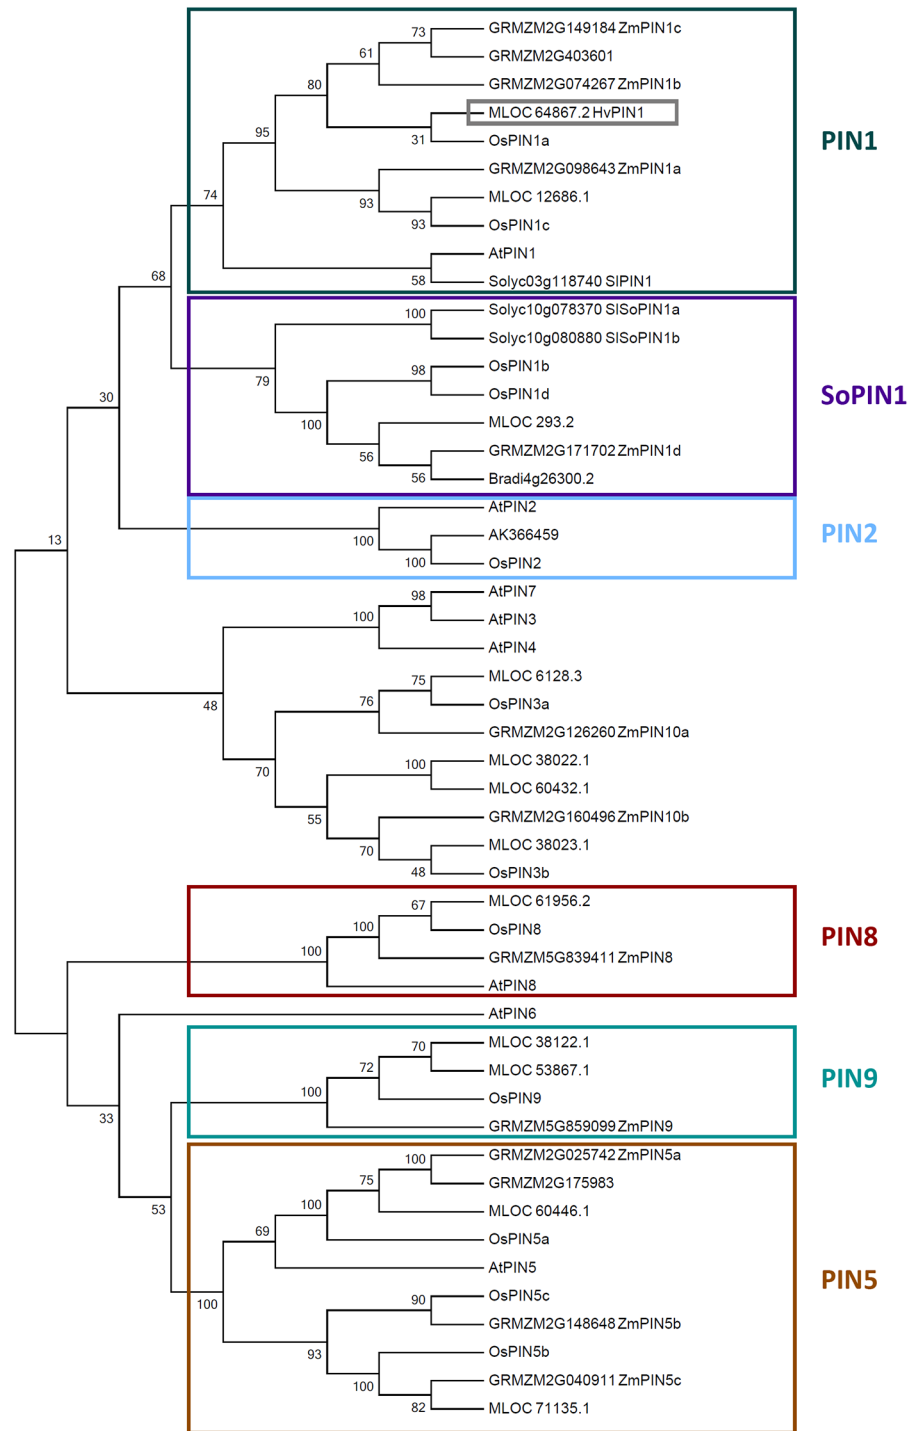 73
GRMZM2G149184 ZmPIN1c
61
GRMZM2G403601
80
GRMZM2G074267 ZmPIN1b
MLOC 64867.2 HvPIN1
95
31
OsPIN1a
PIN1
GRMZM2G098643 ZmPIN1a
74
93
MLOC 12686.1
93
OsPIN1c
AtPIN1
68
58
Solyc03g118740 SlPIN1
100
Solyc10g078370 SlSoPIN1a
Solyc10g080880 SlSoPIN1b
79
98
OsPIN1b
30
OsPIN1d
SoPIN1
100
MLOC 293.2
56
GRMZM2G171702 ZmPIN1d
56
Bradi4g26300.2
AtPIN2
13
100
AK366459
PIN2
100
OsPIN2
98
AtPIN7
100
AtPIN3
AtPIN4
48
75
MLOC 6128.3
76
OsPIN3a
GRMZM2G126260 ZmPIN10a
70
100
MLOC 38022.1
MLOC 60432.1
55
GRMZM2G160496 ZmPIN10b
70
MLOC 38023.1
48
OsPIN3b
67
MLOC 61956.2
100
OsPIN8
PIN8
100
GRMZM5G839411 ZmPIN8
AtPIN8
AtPIN6
70
MLOC 38122.1
72
MLOC 53867.1
PIN9
100
OsPIN9
33
GRMZM5G859099 ZmPIN9
100
GRMZM2G025742 ZmPIN5a
75
GRMZM2G175983
53
100
MLOC 60446.1
69
OsPIN5a
AtPIN5
PIN5
100
90
OsPIN5c
GRMZM2G148648 ZmPIN5b
93
OsPIN5b
100
GRMZM2G040911 ZmPIN5c
82
MLOC 71135.1